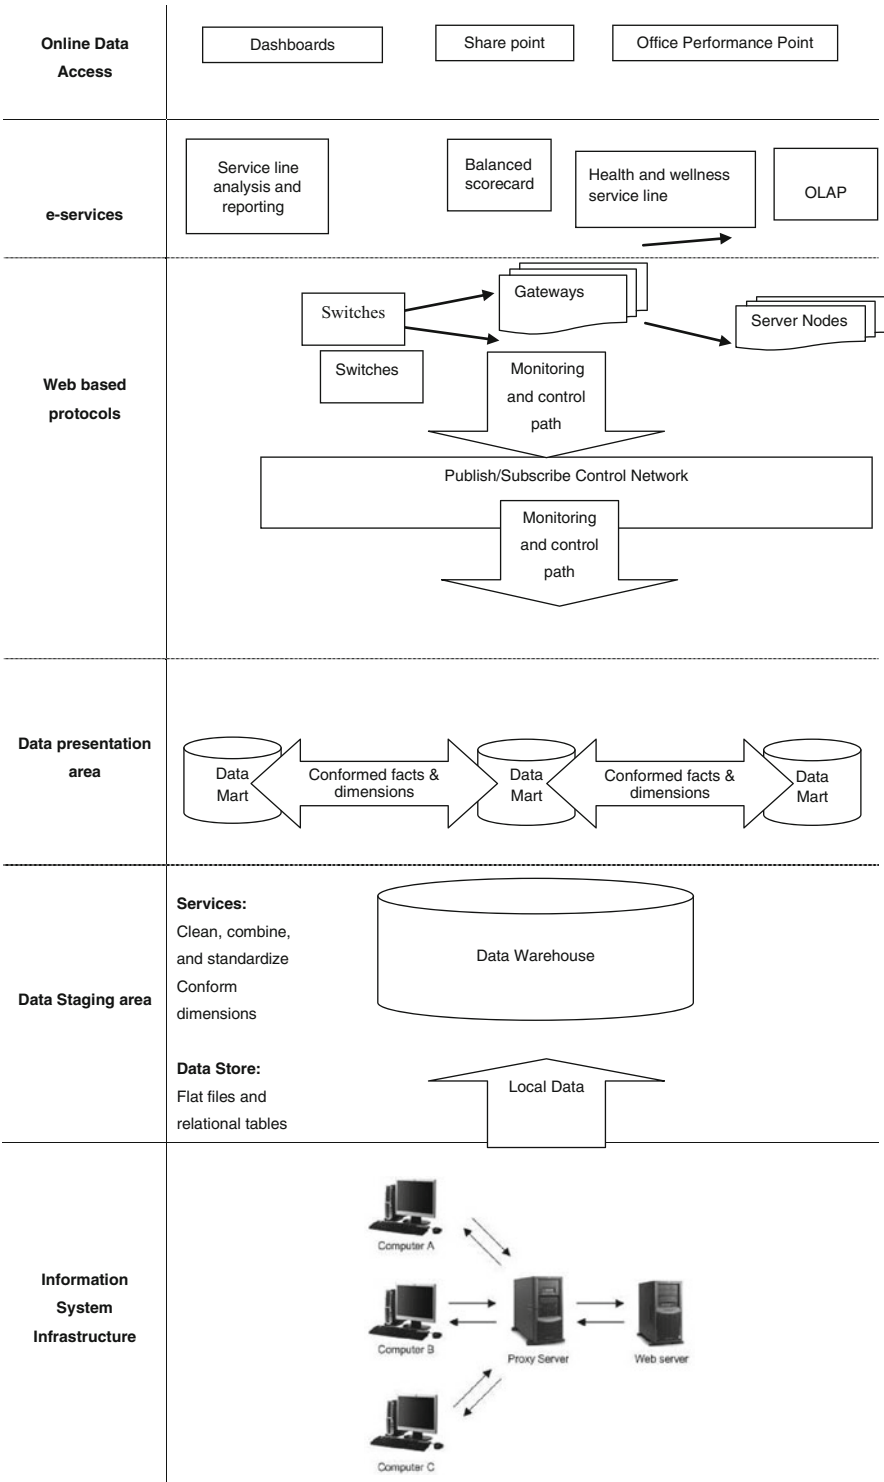 Online Data
Access
Dashboards
Share point
Office Performance Point
e-services
Service line
analysis and
reporting
Balanced
scorecard
Health and wellness
service line
OLAP
Web based
protocols
Switches
Gateways
Server Nodes
Switches
Monitoring
and control
path
Publish/Subscribe Control Network
Monitoring
and control
path
Data presentation
area
Data
Mart
Conformed facts &
dimensions
Data
Mart
Conformed facts &
dimensions
Data
Mart
Data Staging area
Services:
Clean, combine,
and standardize
Conform
dimensions
Data Store:
Flat files and
relational tables
Data Warehouse
Local Data
Information
System
Infrastructure
Computer A
Computer B
Proxy Server
Web server
Computer C